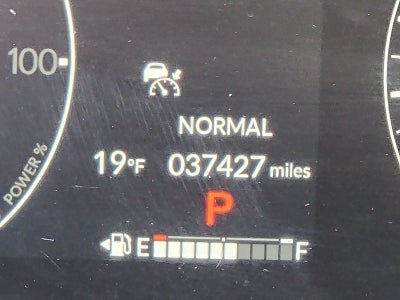 100
NORMAL
POWER %
19°F 037427 miles
P
E F